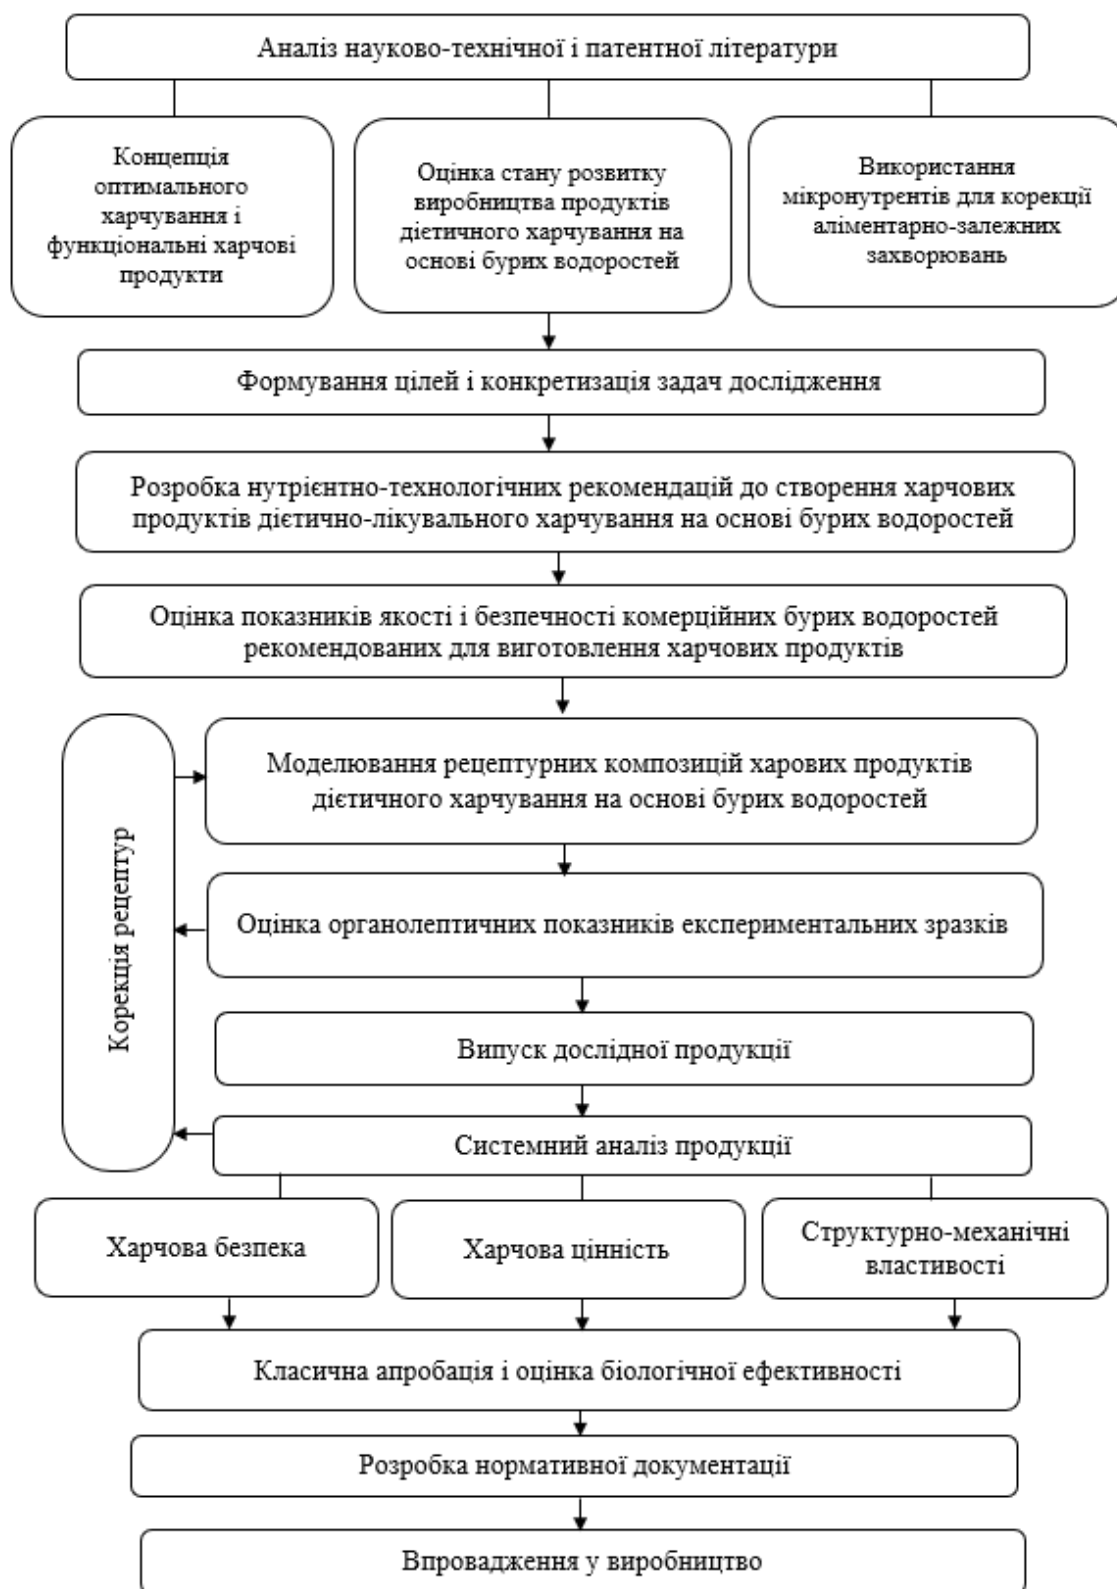 Аналіз науково-технічної і патентної літератури
Концепція
оптимального
харчування і
функціональні харчові
продукти
Оцінка стану розвитку
виробництва продуктів
дієтичного харчування на
основі бурих водоростей
Використання
мікронутрентів для корекції
аліментарно-залежних
захворювань
Формування цілей і конкретизація задач дослідження
Розробка нутрієнтно-технологічних рекомендацій до створення харчових
продуктів дієтично-лікувального харчування на основі бурих водоростей
Оцінка показників якості і безпечності комерційних бурих водоростей
рекомендованих для виготовлення харчових продуктів
Корекція рецептур
Моделювання рецептурних композицій харових продуктів
дієтичного харчування на основі бурих водоростей
Оцінка органолептичних показників експериментальних зразків
Випуск дослідної продукції
Системний аналіз продукції
Харчова безпека
Харчова цінність
Структурно-механічні
властивості
Класична апробація і оцінка біологічної ефективності
Розробка нормативної документації
Впровадження у виробництво